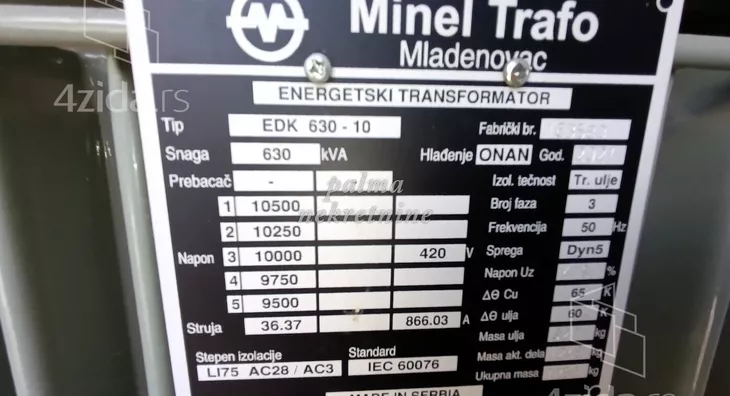 Minel Trafo
Mladenovac
4zida.rs
ENERGETSKI TRANSFORMATOR
Tip EDK 630 - 10 Fabrički br.
Snaga 630 kVA Hlađenje ONAN God.
Prebacač - Izol. tečnost Tr. ulje
palma
nekretnine
1 10500 Broj faza 3
2 10250 Frekvencija 50 Hz
Napon 3 10000 420 V Sprega Dyn5
4 9750 Napon Uz %
5 9500 ΔΘ Cu 65 K
Struja 36.37 866.03 A ΔΘ ulja 60 K
Masa ulja kg
Stepen izolacije Standard Masa akt. dela kg
LI75 AC28 / AC3 IEC 60076 Ukupna masa kg
MADE IN SERBIA
4zida.rs